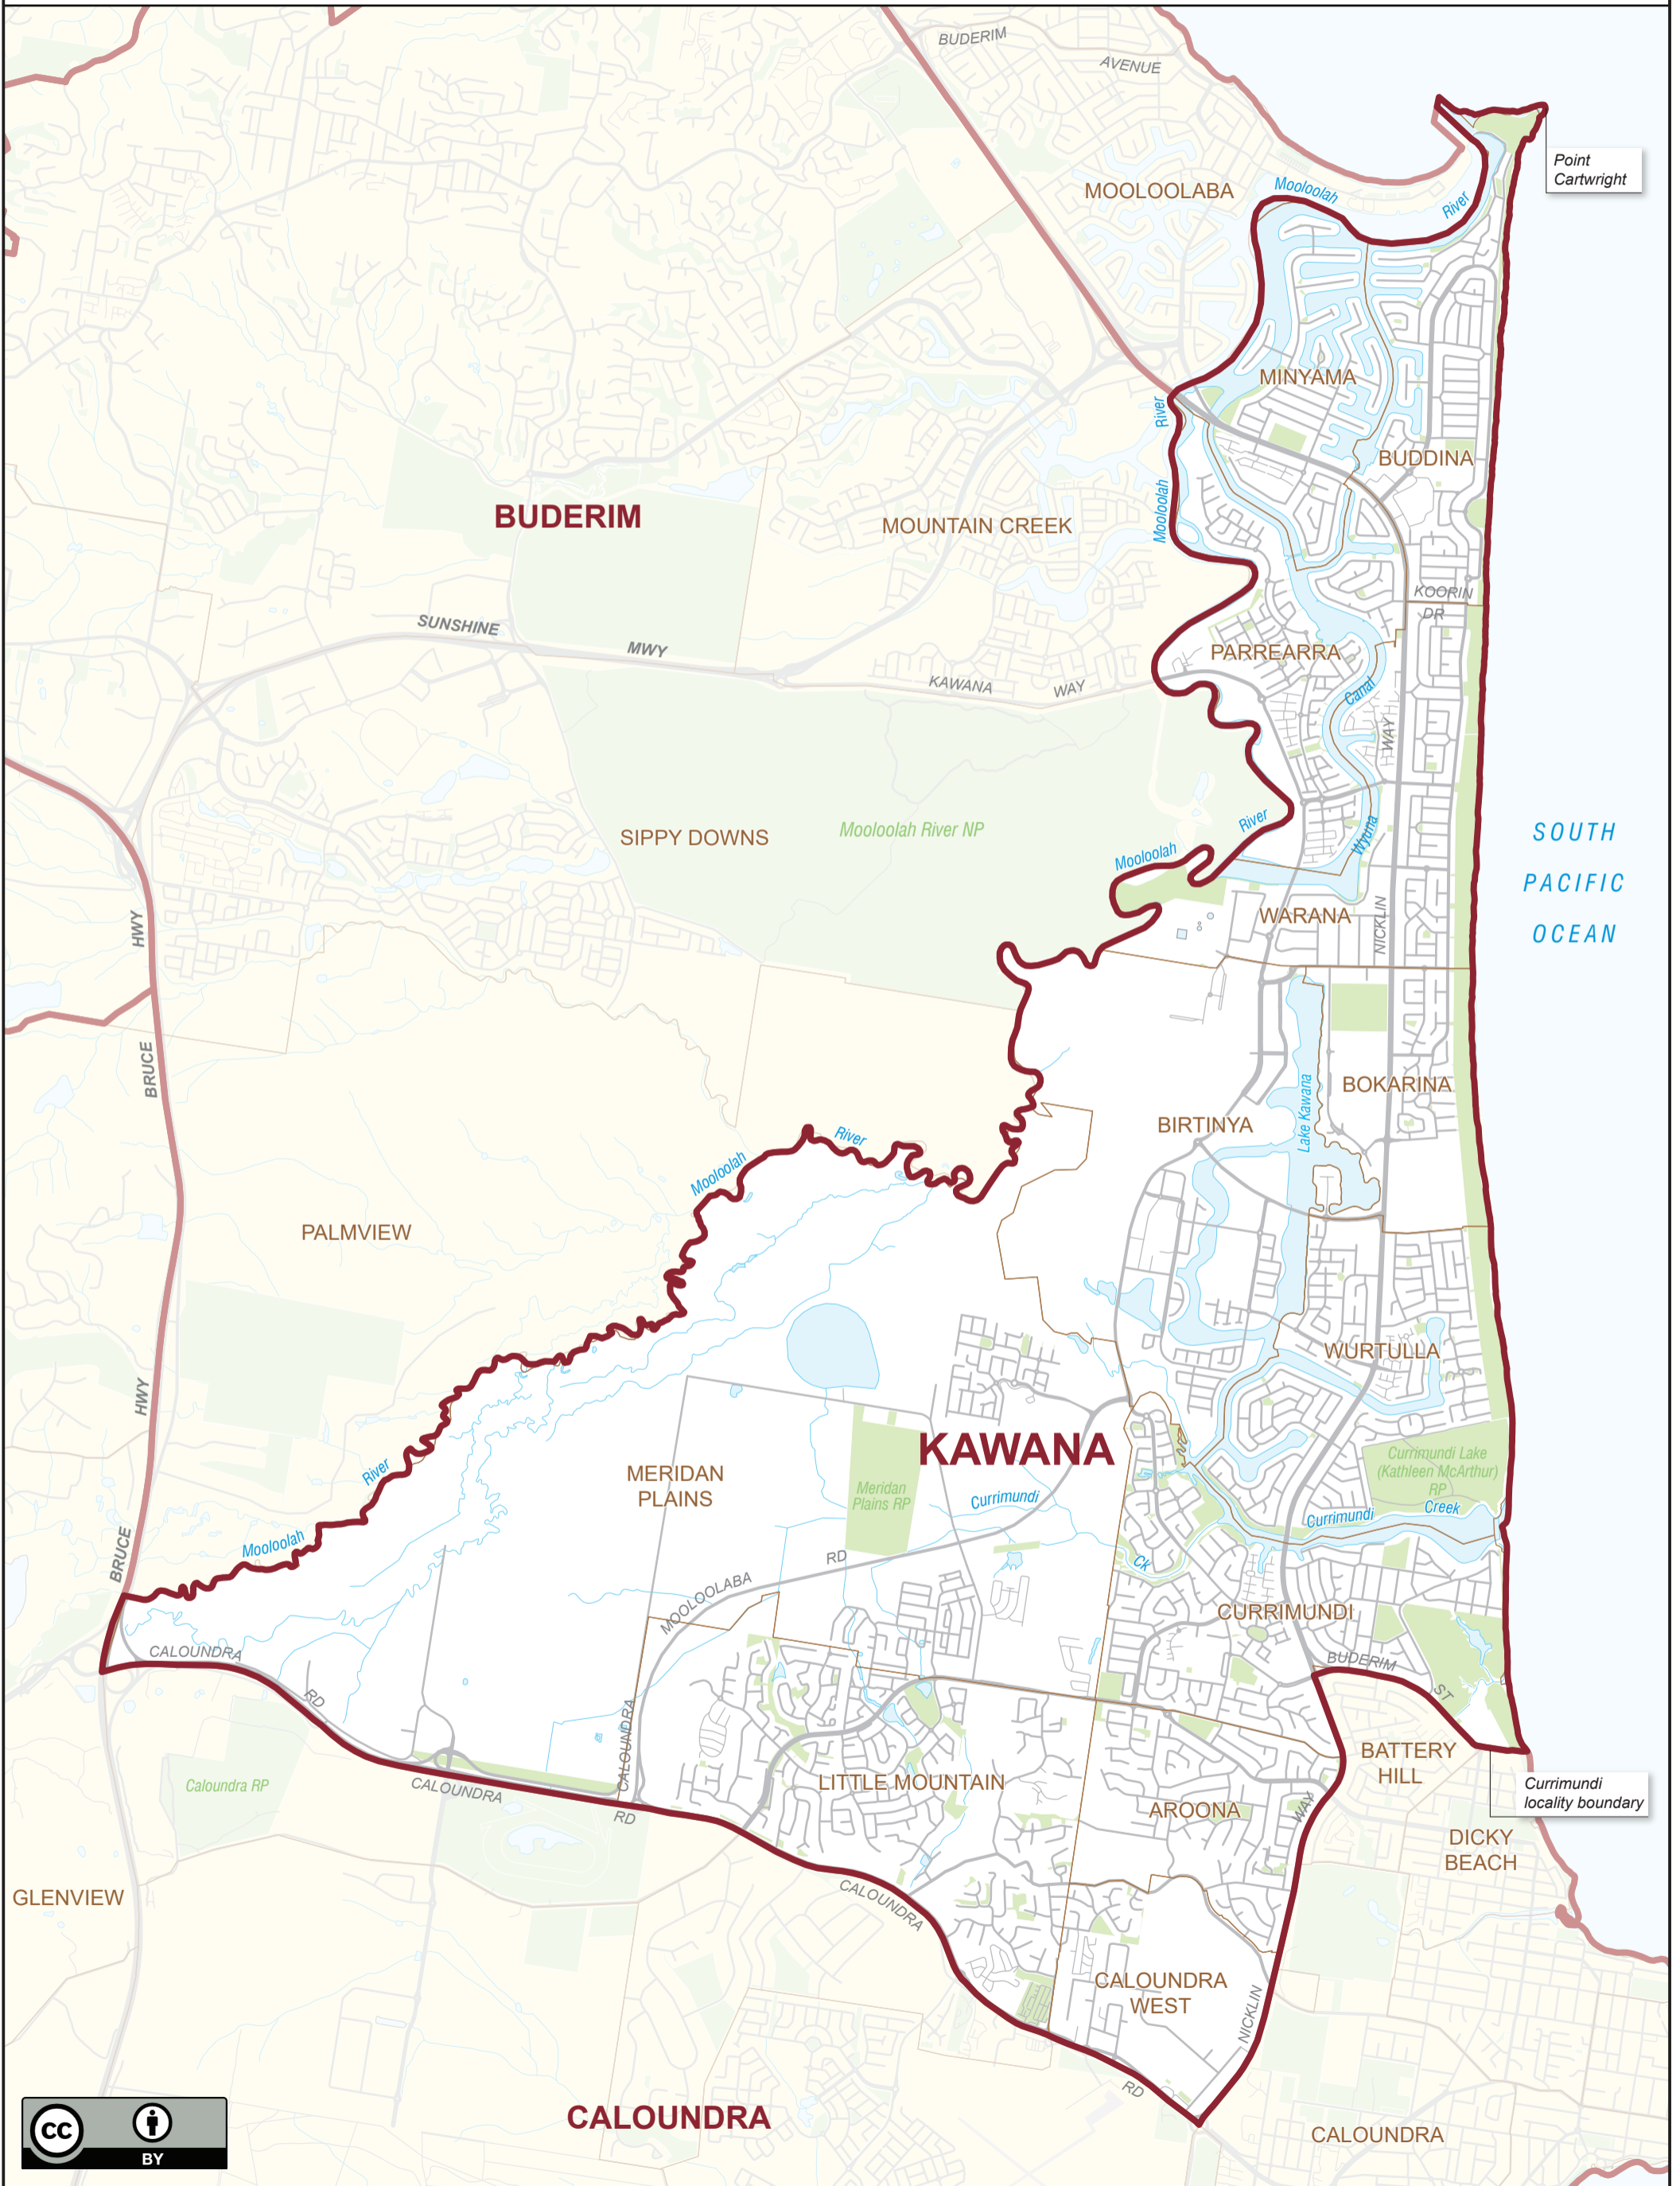 BUDERIM
AVENUE
Point
Cartwright
MOOLOOLABA
Mooloolah
River
MINYAMA
River
BUDDINA
Mooloolah
BUDERIM
MOUNTAIN CREEK
KOORIN
DR
SUNSHINE
MWY
PARREARRA
KAWANA
WAY
Canal
WAY
SIPPY DOWNS
Mooloolah River NP
River
Mooloolah
Wyuna
SOUTH
PACIFIC
OCEAN
HWY
WARANA
NICKLIN
BRUCE
BOKARINA
Lake Kawana
BIRTINYA
River
Mooloolah
PALMVIEW
WURTULLA
HWY
KAWANA
Currimundi Lake
(Kathleen McArthur)
RP
MERIDAN
PLAINS
River
Meridan
Plains RP
Currimundi
Currimundi
Creek
Mooloolah
BRUCE
RD
Ck
MOOLOOLABA
CURRIMUNDI
CALOUNDRA
BUDERIM
ST
RD
CALOUNDRA
BATTERY
HILL
Caloundra RP
CALOUNDRA
LITTLE MOUNTAIN
Currimundi
locality boundary
RD
AROONA
WAY
DICKY
BEACH
GLENVIEW
CALOUNDRA
CALOUNDRA
WEST
NICKLIN
RD
CALOUNDRA
CALOUNDRA
CC
BY